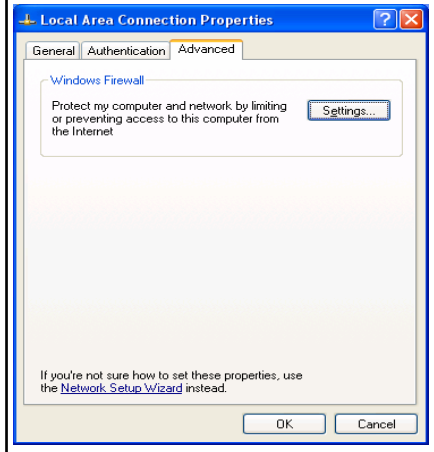 Local Area Connection Properties
General Authentication Advanced
Windows Firewall
Protect my computer and network by limiting
or preventing access to this computer from
the Internet
Settings...
If you're not sure how to set these properties, use
the Network Setup Wizard instead.
OK Cancel